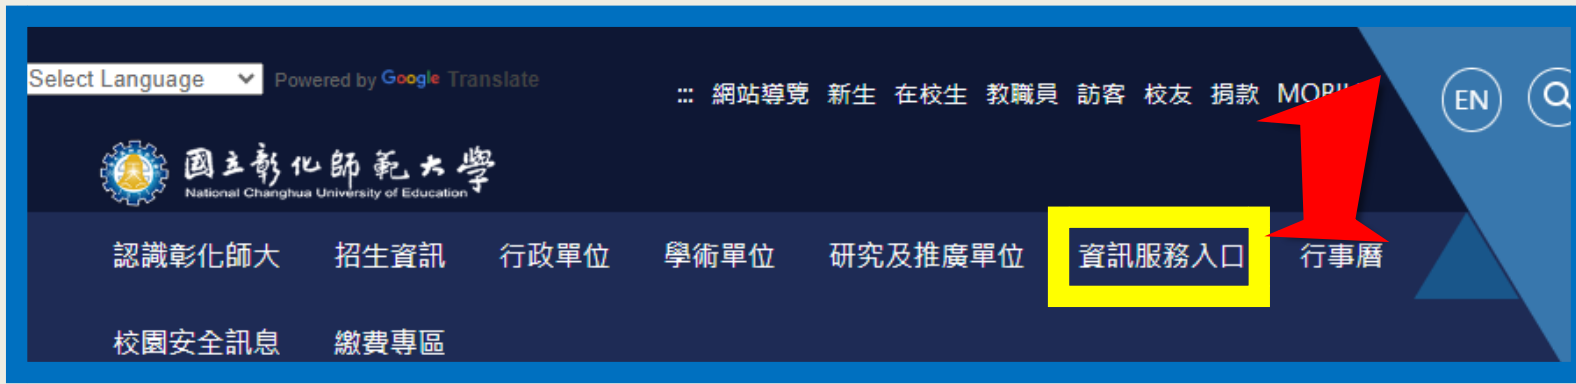 Select Language Powered by Google Translate
::: 網站導覽 新生 在校生 教職員 訪客 校友 捐款
EN
國立彰化師範大學
National Changhua University of Education
1
認識彰化師大 招生資訊 行政單位 學術單位 研究及推廣單位 資訊服務入口 行事曆
校園安全訊息 繳費專區